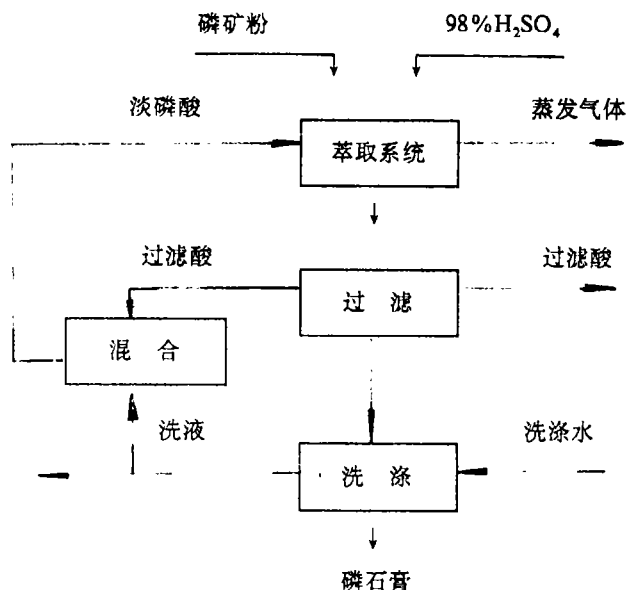 磷矿粉
98%H₂SO₄
淡磷酸
蒸发气体
萃取系统
过滤酸
过滤酸
过 滤
混 合
洗液
洗涤水
洗 涤
磷石膏